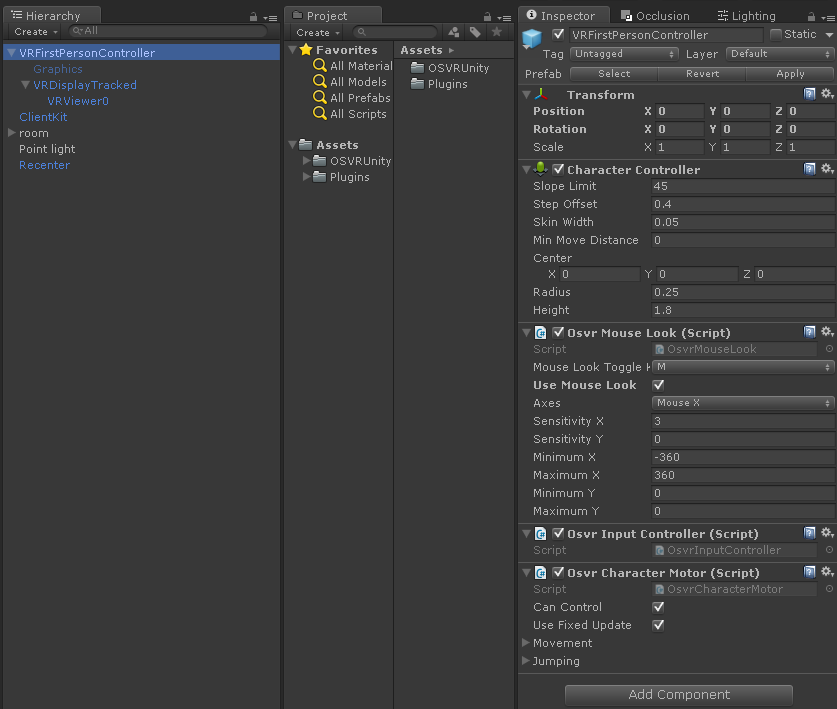 Hierarchy
Create
All
VRFirstPersonController
Graphics
VRDisplayTracked
VRViewer0
ClientKit
room
Point light
Recenter
Project
Create
Favorites
All Material
All Models
All Prefabs
All Scripts
Assets
OSVRUnity
Plugins
Assets
OSVRUnity
Plugins
Inspector Occlusion Lighting
VRFirstPersonController Static
Tag Untagged Layer Default
Prefab Select Revert Apply
Transform
Position X 0 Y 0 Z 0
Rotation X 0 Y 0 Z 0
Scale X 1 Y 1 Z 1
Character Controller
Slope Limit 45
Step Offset 0.4
Skin Width 0.05
Min Move Distance 0
Center
X 0 Y 0 Z 0
Radius 0.25
Height 1.8
Osvr Mouse Look (Script)
Script OsvrMouseLook
Mouse Look Toggle M
Use Mouse Look
Axes Mouse X
Sensitivity X 3
Sensitivity Y 0
Minimum X -360
Maximum X 360
Minimum Y 0
Maximum Y 0
Osvr Input Controller (Script)
Script OsvrInputController
Osvr Character Motor (Script)
Script OsvrCharacterMotor
Can Control
Use Fixed Update
Movement
Jumping
Add Component